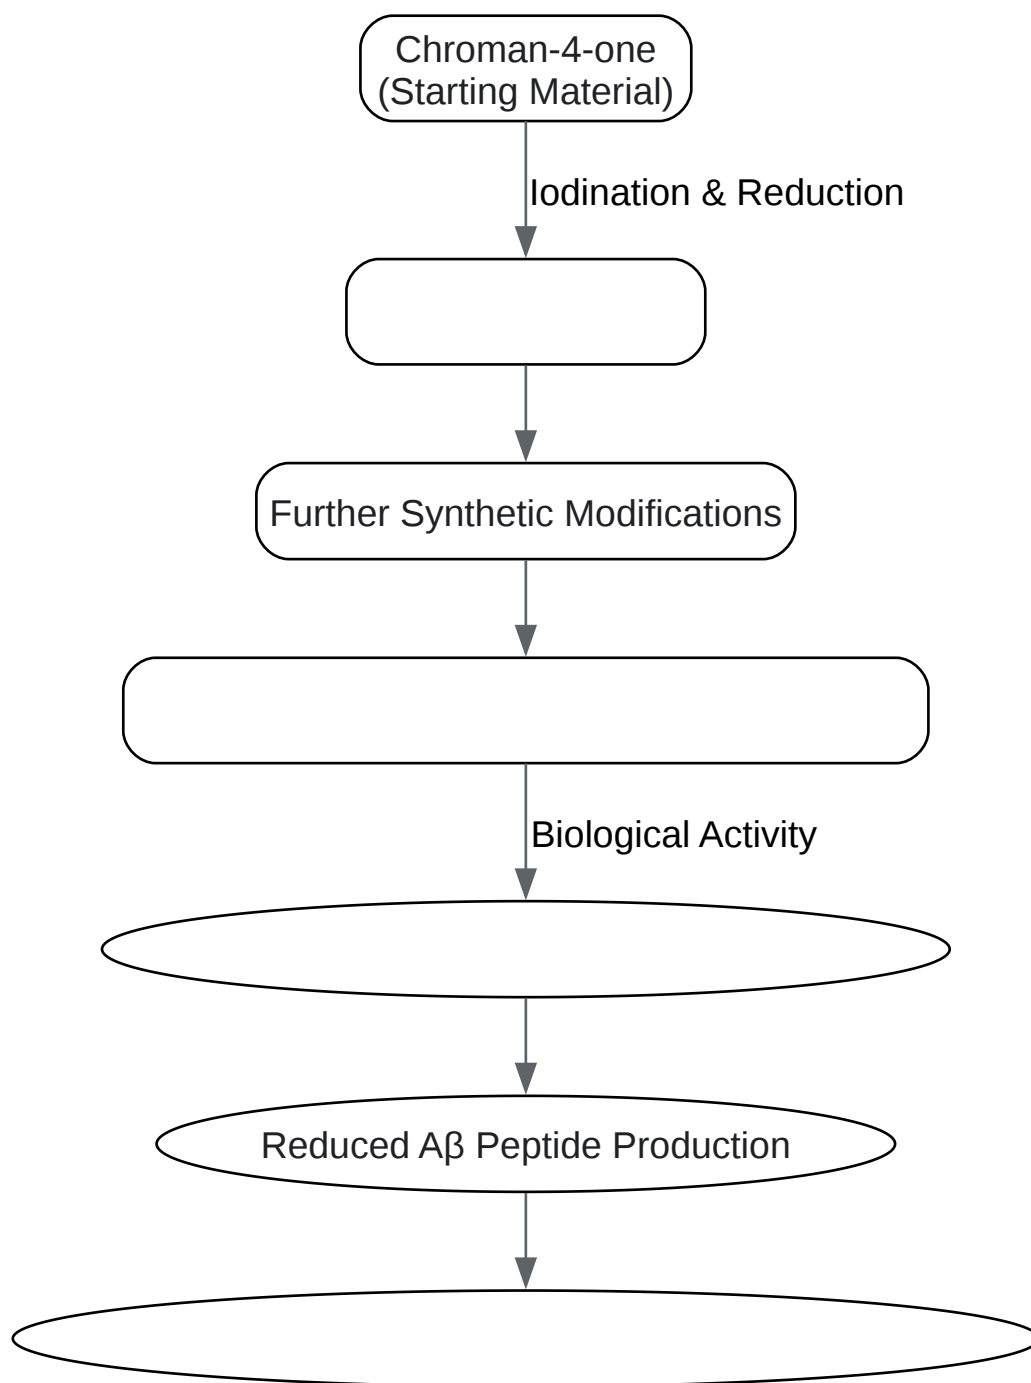 Chroman-4-one
(Starting Material)
Iodination & Reduction
Further Synthetic Modifications
Biological Activity
Reduced Aβ Peptide Production